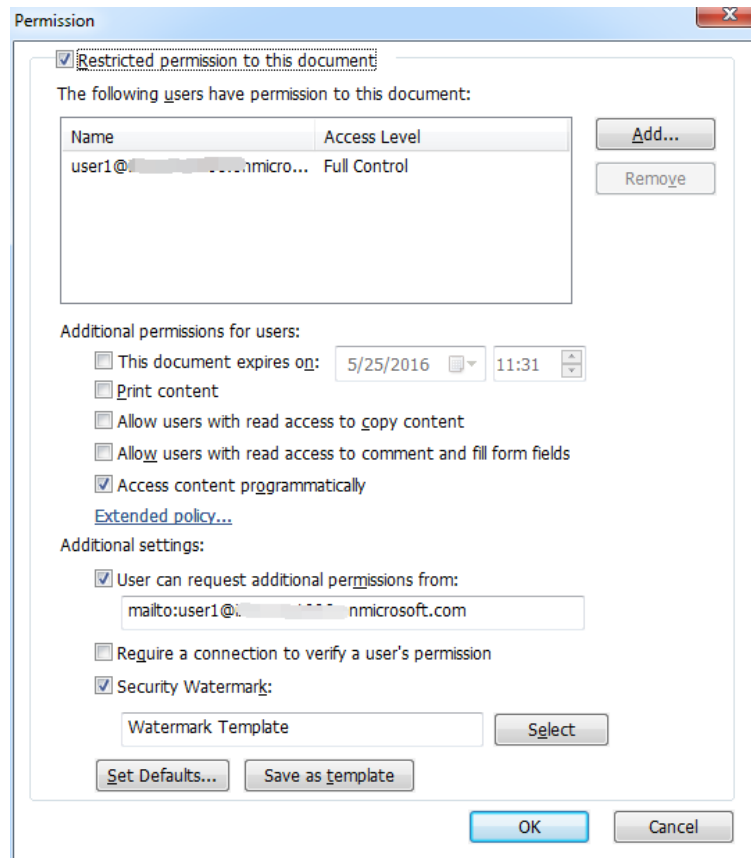 Permission
Restricted permission to this document
The following users have permission to this document:
Name Access Level
user1@ nmicro... Full Control
Add...
Remove
Additional permissions for users:
This document expires on: 5/25/2016 11:31
Print content
Allow users with read access to copy content
Allow users with read access to comment and fill form fields
Access content programmatically
Extended policy...
Additional settings:
User can request additional permissions from:
mailto:user1@ nmicrosoft.com
Require a connection to verify a user's permission
Security Watermark:
Watermark Template Select
Set Defaults... Save as template
OK Cancel